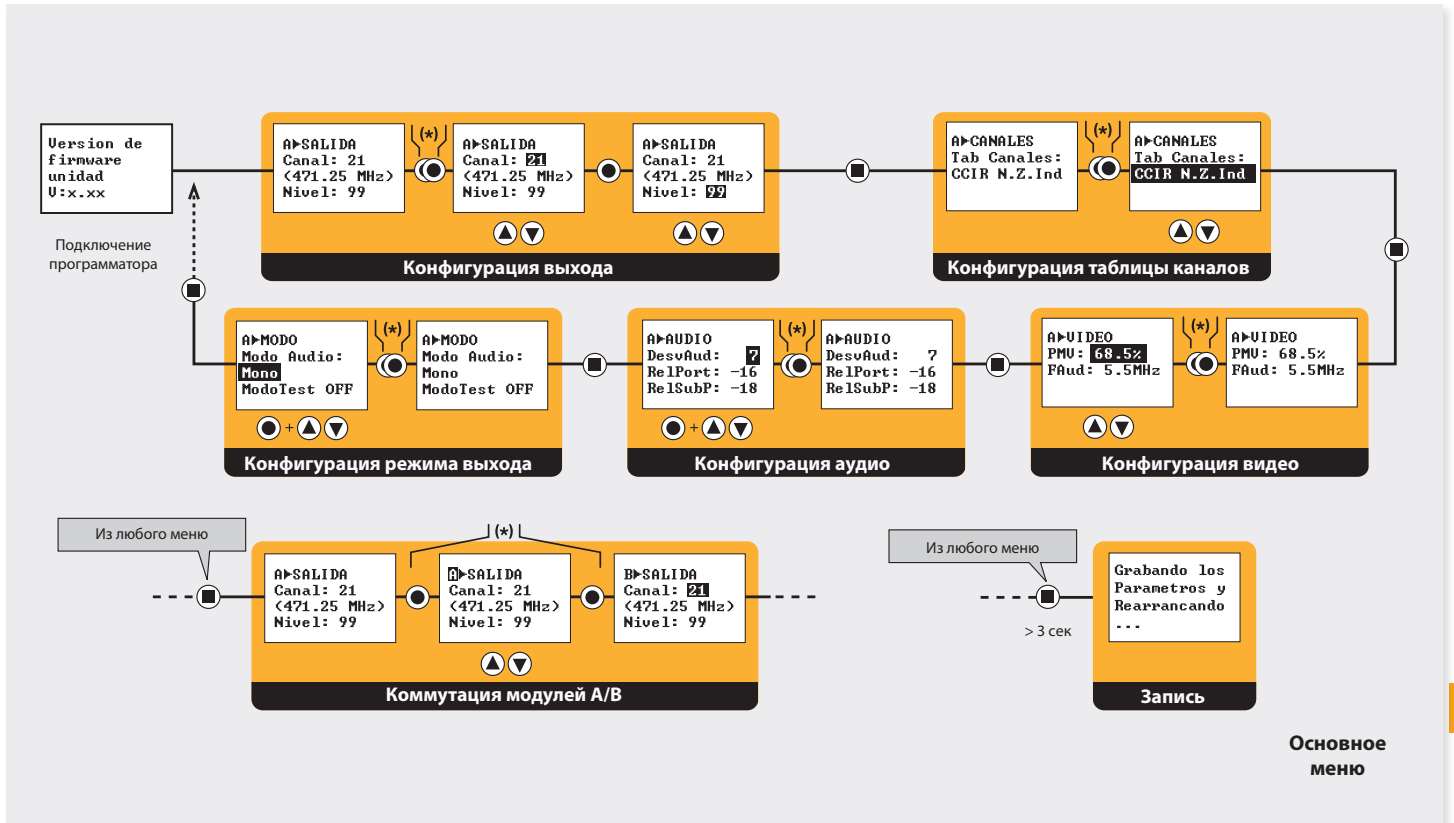 Version de
firmware
unidad
V:x.xx
Подключение
программатора
A▶SALIDA
Canal: 21
(471.25 MHz)
Nivel: 99
(*)
A▶SALIDA
Canal: 21
(471.25 MHz)
Nivel: 99
A▶SALIDA
Canal: 21
(471.25 MHz)
Nivel: 99
Конфигурация выхода
A▶CANALES
Tab Canales:
CCIR N.Z.Ind
(*)
A▶CANALES
Tab Canales:
CCIR N.Z.Ind
Конфигурация таблицы каналов
A▶MODO
Modo Audio:
Mono
ModoTest OFF
(*)
A▶MODO
Modo Audio:
Mono
ModoTest OFF
+
Конфигурация режима выхода
A▶AUDIO
DesvAud: 7
RelPort: -16
RelSubP: -18
(*)
A▶AUDIO
DesvAud: 7
RelPort: -16
RelSubP: -18
+
Конфигурация аудио
A▶VIDEO
PMV: 68.5%
FAud: 5.5MHz
(*)
A▶VIDEO
PMV: 68.5%
FAud: 5.5MHz
Конфигурация видео
Из любого меню
(*)
A▶SALIDA
Canal: 21
(471.25 MHz)
Nivel: 99
A▶SALIDA
Canal: 21
(471.25 MHz)
Nivel: 99
B▶SALIDA
Canal: 21
(471.25 MHz)
Nivel: 99
Коммутация модулей A/B
Из любого меню
> 3 сек
Grabando los
Parametros y
Rearrancando
...
Запись
Основное
меню